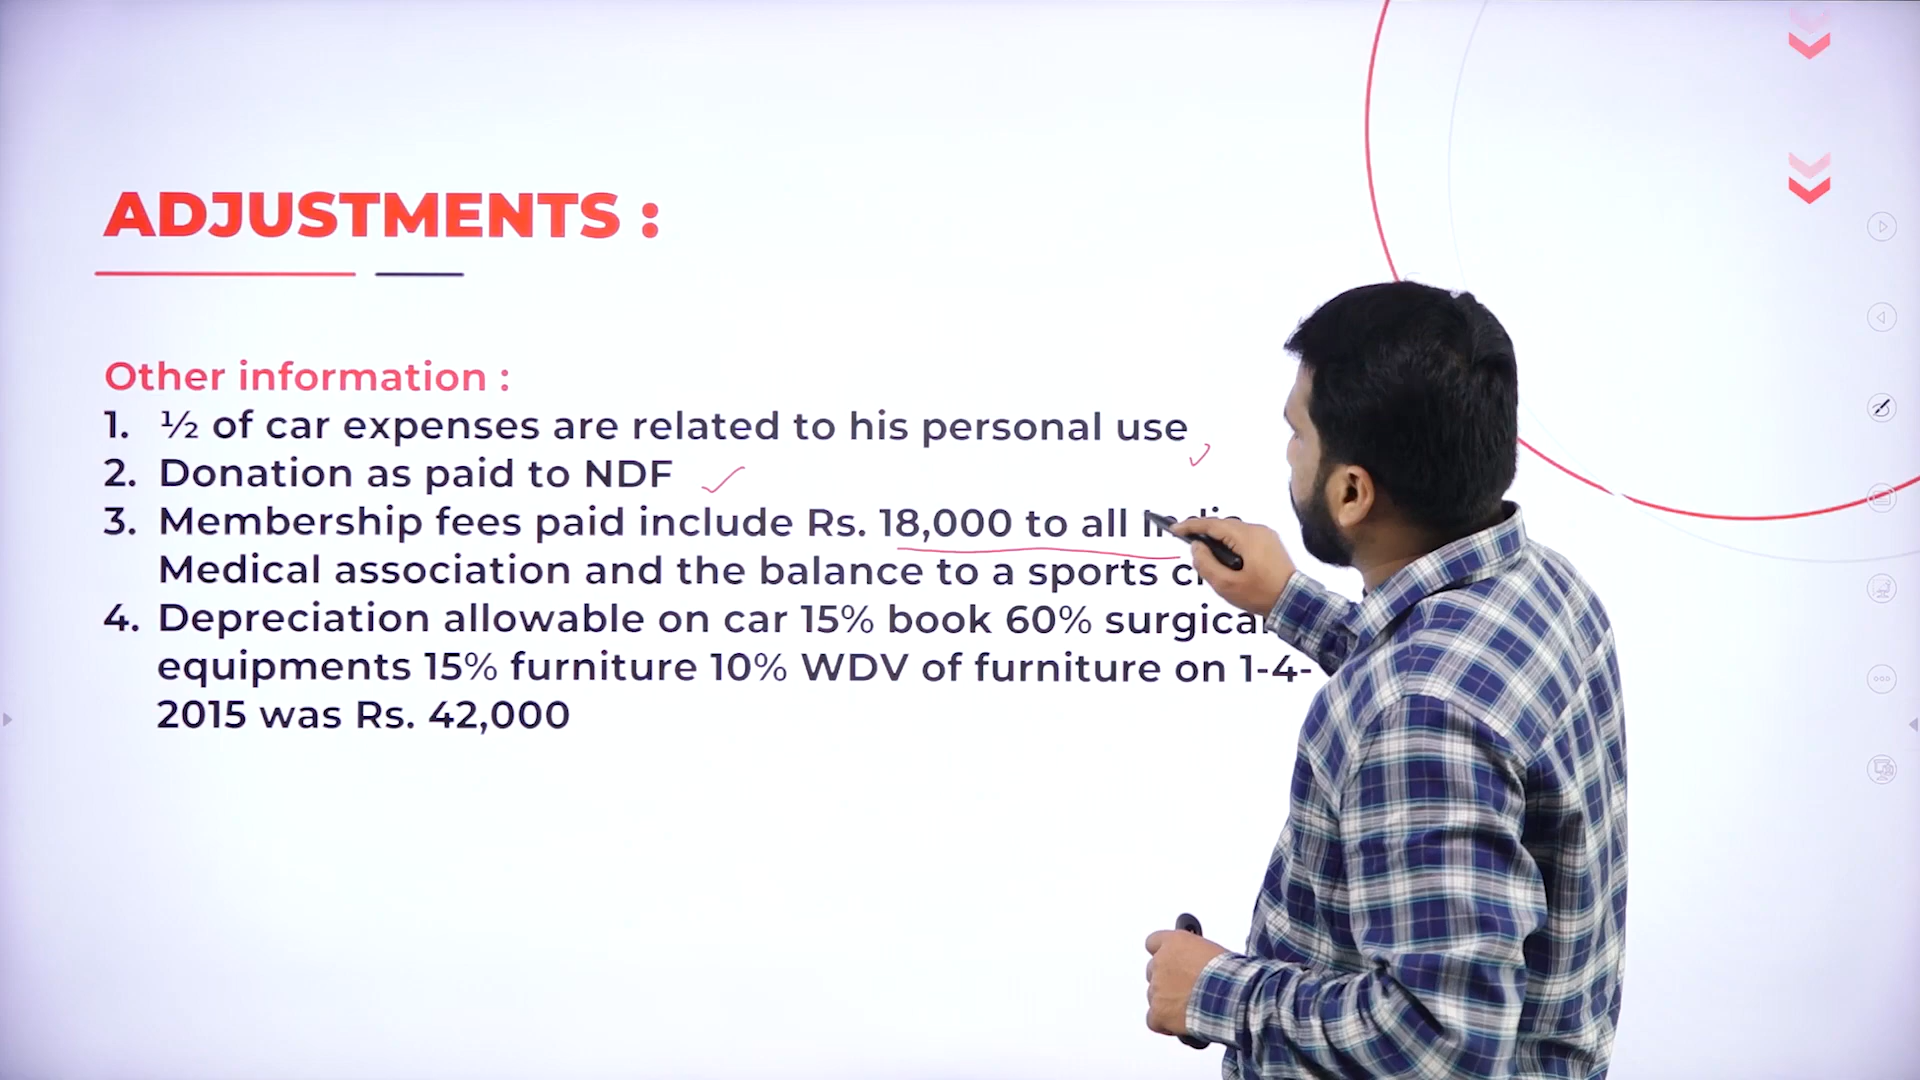 ADJUSTMENTS :
Other information :
1. ½ of car expenses are related to his personal use
2. Donation as paid to NDF
3. Membership fees paid include Rs. 18,000 to all India
Medical association and the balance to a sports
4. Depreciation allowable on car 15% book 60% surgical
equipments 15% furniture 10% WDV of furniture on 1-4-
2015 was Rs. 42,000